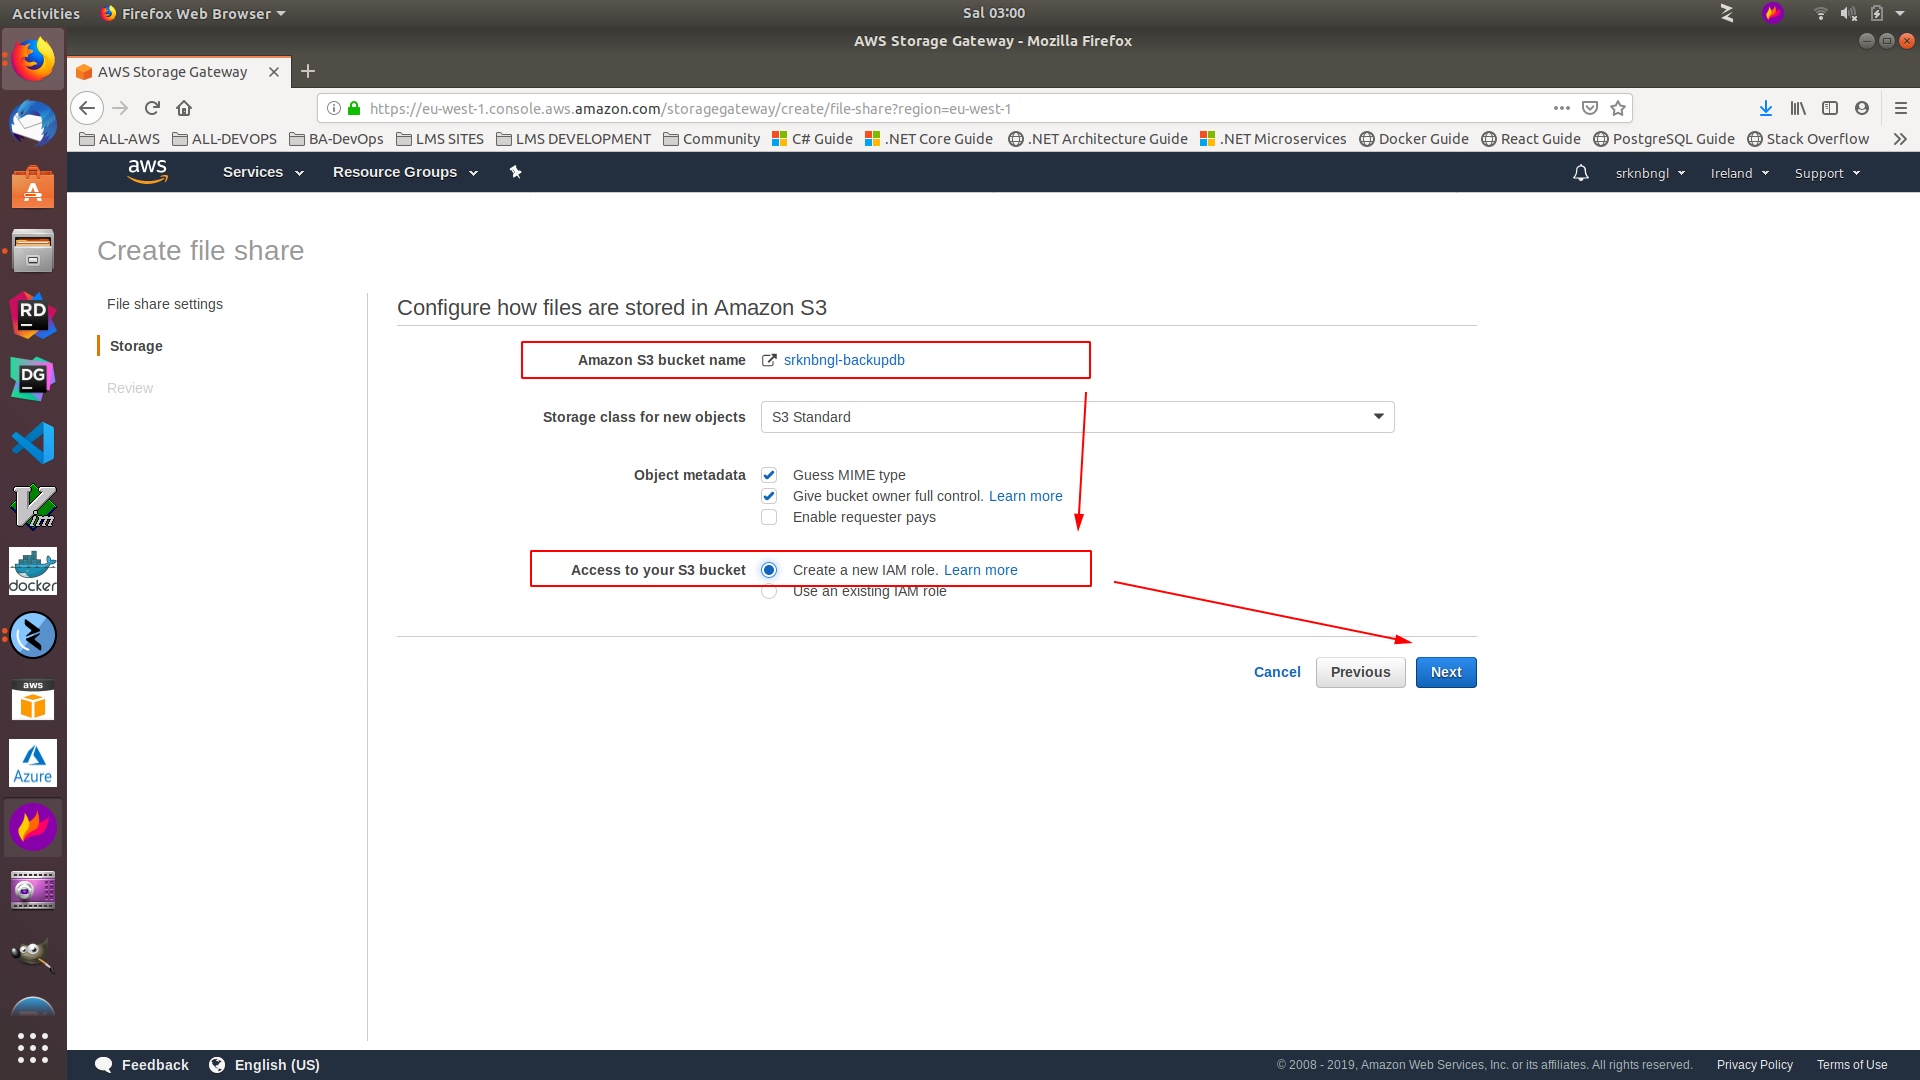 Activities Firefox Web Browser Sal 03:00
AWS Storage Gateway - Mozilla Firefox
AWS Storage Gateway
https://eu-west-1.console.aws.amazon.com/storagegateway/create/file-share?region=eu-west-1
ALL-AWS ALL-DEVOPS BA-DevOps LMS SITES LMS DEVELOPMENT Community C# Guide .NET Core Guide .NET Architecture Guide .NET Microservices Docker Guide React Guide PostgreSQL Guide Stack Overflow
aws Services Resource Groups srknbngl Ireland Support
Create file share
File share settings
Storage
Review
Configure how files are stored in Amazon S3
Amazon S3 bucket name srknbngl-backupdb
Storage class for new objects S3 Standard
Object metadata Guess MIME type
Give bucket owner full control. Learn more
Enable requester pays
Access to your S3 bucket Create a new IAM role. Learn more
Use an existing IAM role
Cancel Previous Next
RD
DG
Vim
docker
aws
Azure
Feedback English (US) © 2008 - 2019, Amazon Web Services, Inc. or its affiliates. All rights reserved. Privacy Policy Terms of Use